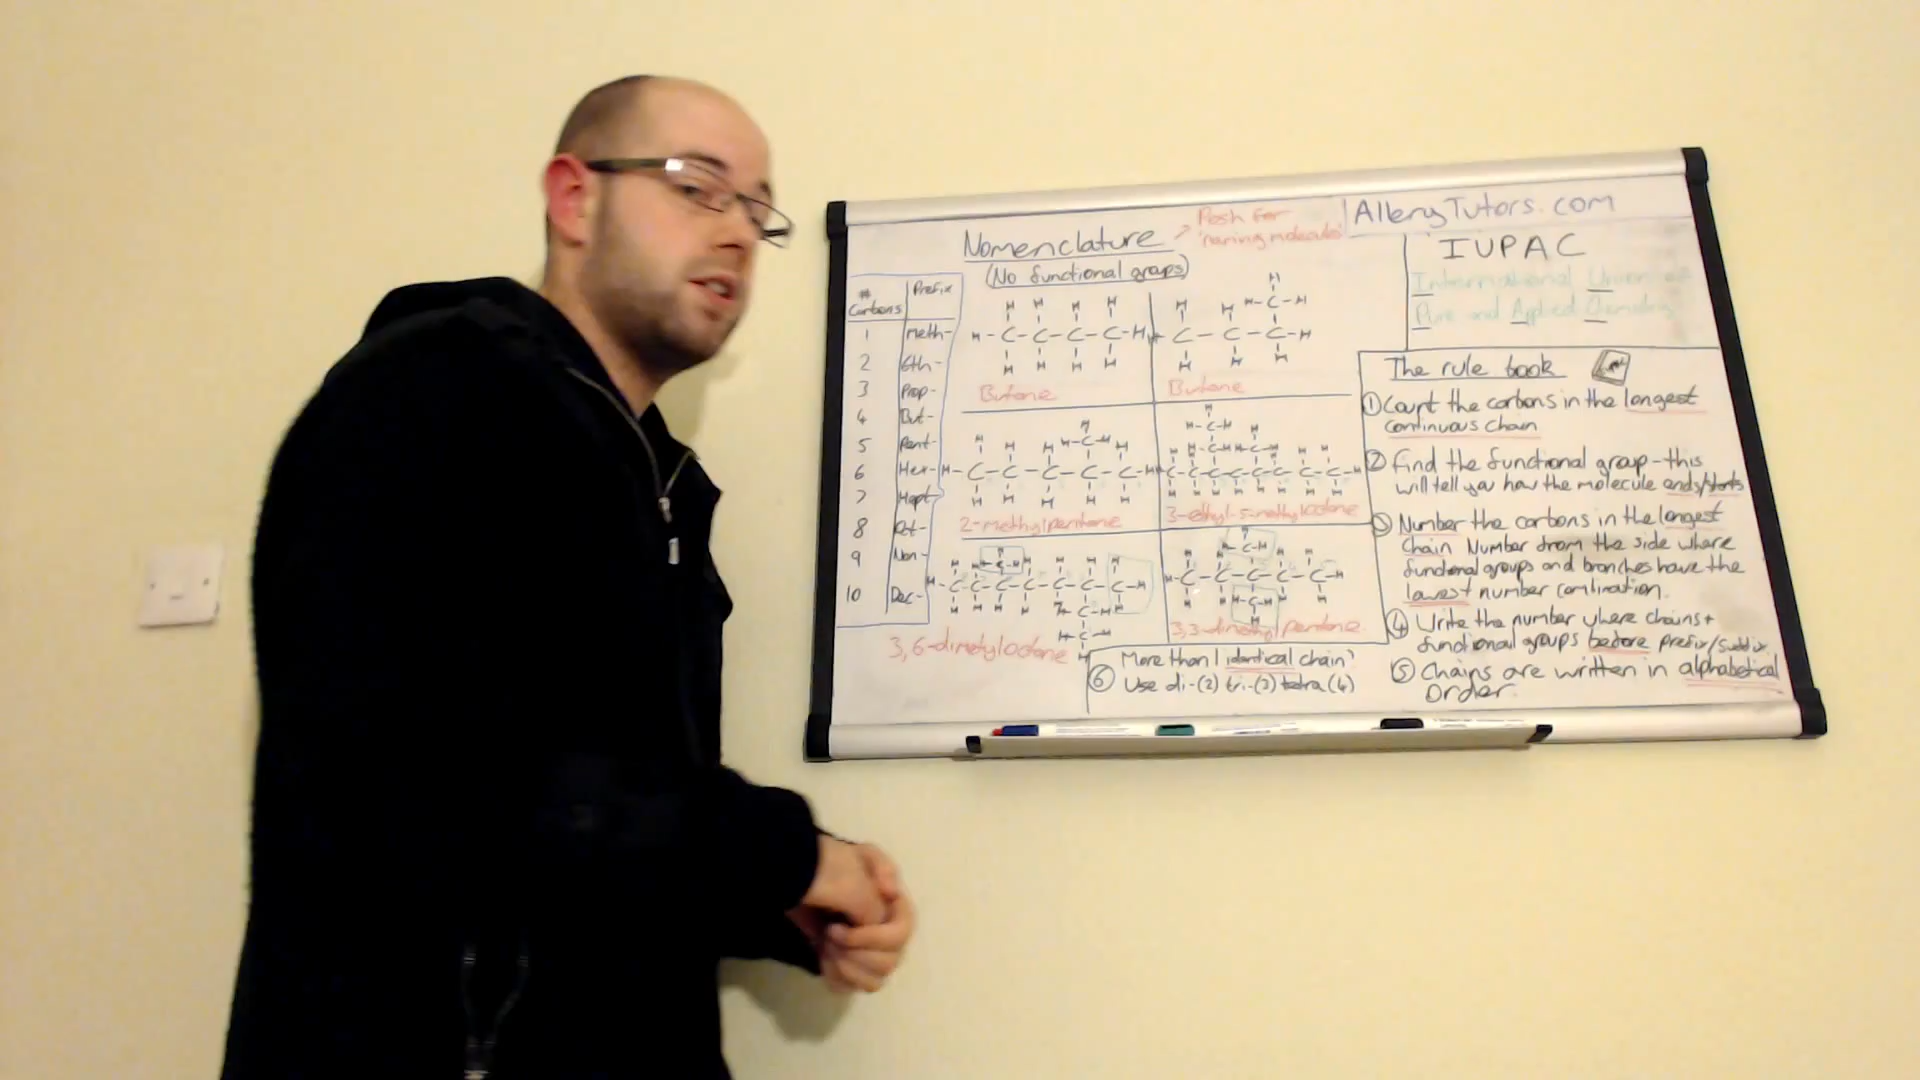 Nomenclature
Posh for
'naming molecules'
(No functional groups)
AlleryTutors.com
IUPAC
International Union of
Pure and Applied Chemistry
# Carbons Prefix
1 Meth-
2 Eth-
3 Prop-
4 But-
5 Pent-
6 Hex-
7 Hept-
8 Oct-
9 Non-
10 Dec-
Butane
Butane
2-methylpentane
3-ethyl-5-methyloctane
3,6-dimethyloctane
3,3-dimethylpentane
The rule book
① Count the carbons in the longest
continuous chain
② Find the functional group - this
will tell you how the molecule ends/starts
③ Number the carbons in the longest
chain Number from the side where
functional groups and branches have the
lowest number combination.
④ Write the number where chains +
functional groups before prefix/suffix
⑤ Chains are written in alphabetical
Order.
⑥ More than 1 identical chain?
Use di-(2) tri-(3) tetra (4)